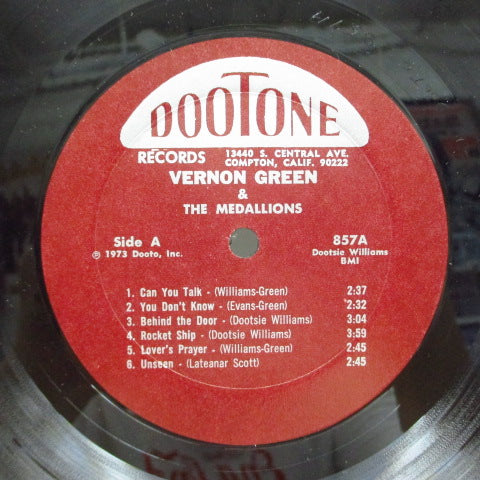 DOOTONE
RECORDS 13440 S. CENTRAL AVE.
COMPTON, CALIF. 90222
VERNON GREEN
&
THE MEDALLIONS
Side A 857A
℗ 1973 Dooto, Inc. Dootsie Williams
BMI
1. Can You Talk - (Williams-Green) 2:37
2. You Don't Know - (Evans-Green) 2:32
3. Behind the Door - (Dootsie Williams) 3:04
4. Rocket Ship - (Dootsie Williams) 3:59
5. Lover's Prayer - (Williams-Green) 2:45
6. Unseen - (Lateanar Scott) 2:45